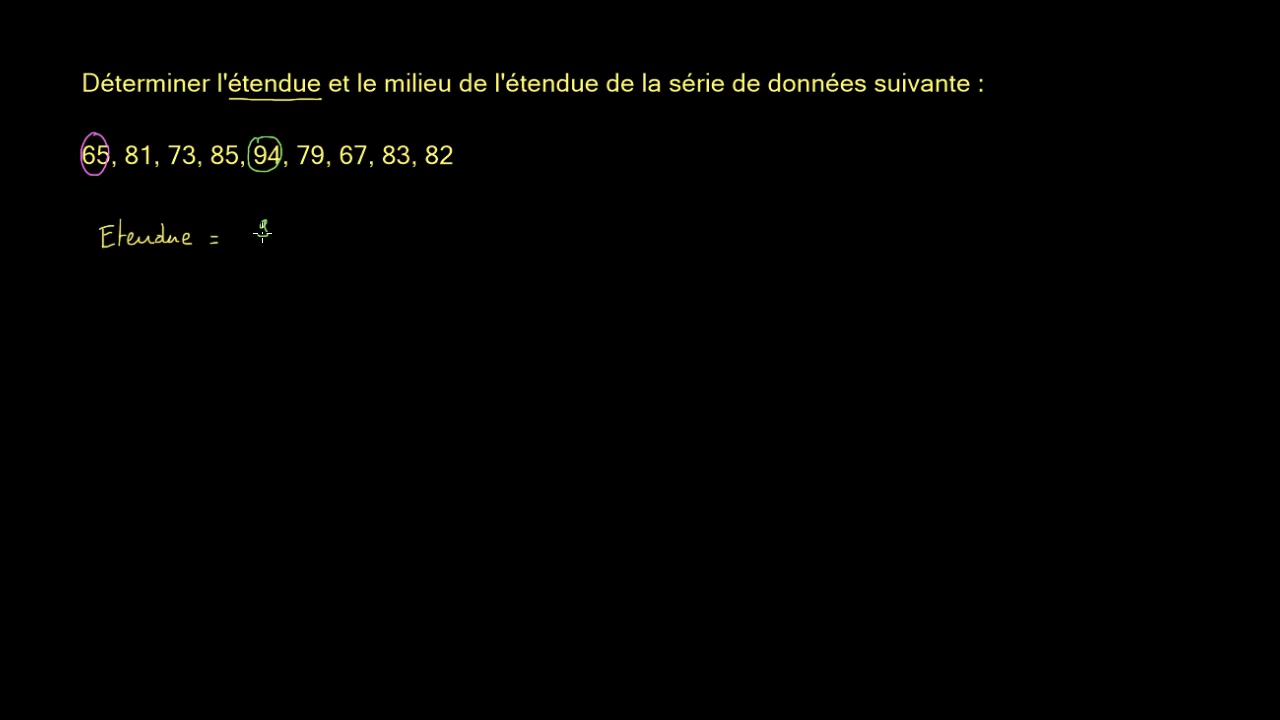 Déterminer l'étendue et le milieu de l'étendue de la série de données suivante :
65, 81, 73, 85, 94, 79, 67, 83, 82
Etendue = 9